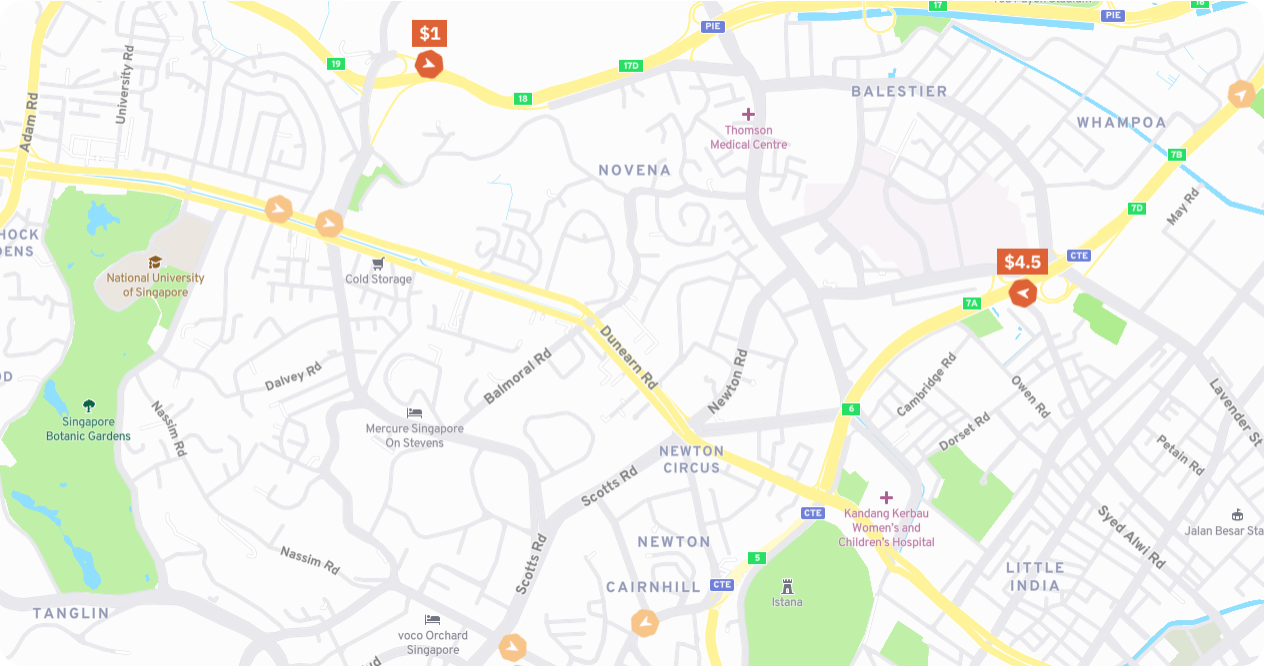 17
PIE
18
$1
19
17D
18
BALESTIER
WHAMPOA
Adam Rd
University Rd
Thomson
Medical Centre
NOVENA
7B
7D
May Rd
HOCK
DENS
National University
of Singapore
Cold Storage
$4.5
CTE
7A
Dunearn Rd
Balmoral Rd
Newton Rd
Dalvey Rd
Cambridge Rd
Owen Rd
Lavender St
Singapore
Botanic Gardens
Nassim Rd
Mercure Singapore
On Stevens
6
Dorset Rd
Petain Rd
NEWTON
CIRCUS
Scotts Rd
CTE
Kandang Kerbau
Women's and
Children's Hospital
Syed Alwi Rd
Jalan Besar Sta
Nassim Rd
Scotts Rd
NEWTON
5
CAIRNHILL
CTE
Istana
LITTLE
INDIA
TANGLIN
voco Orchard
Singapore
PIE